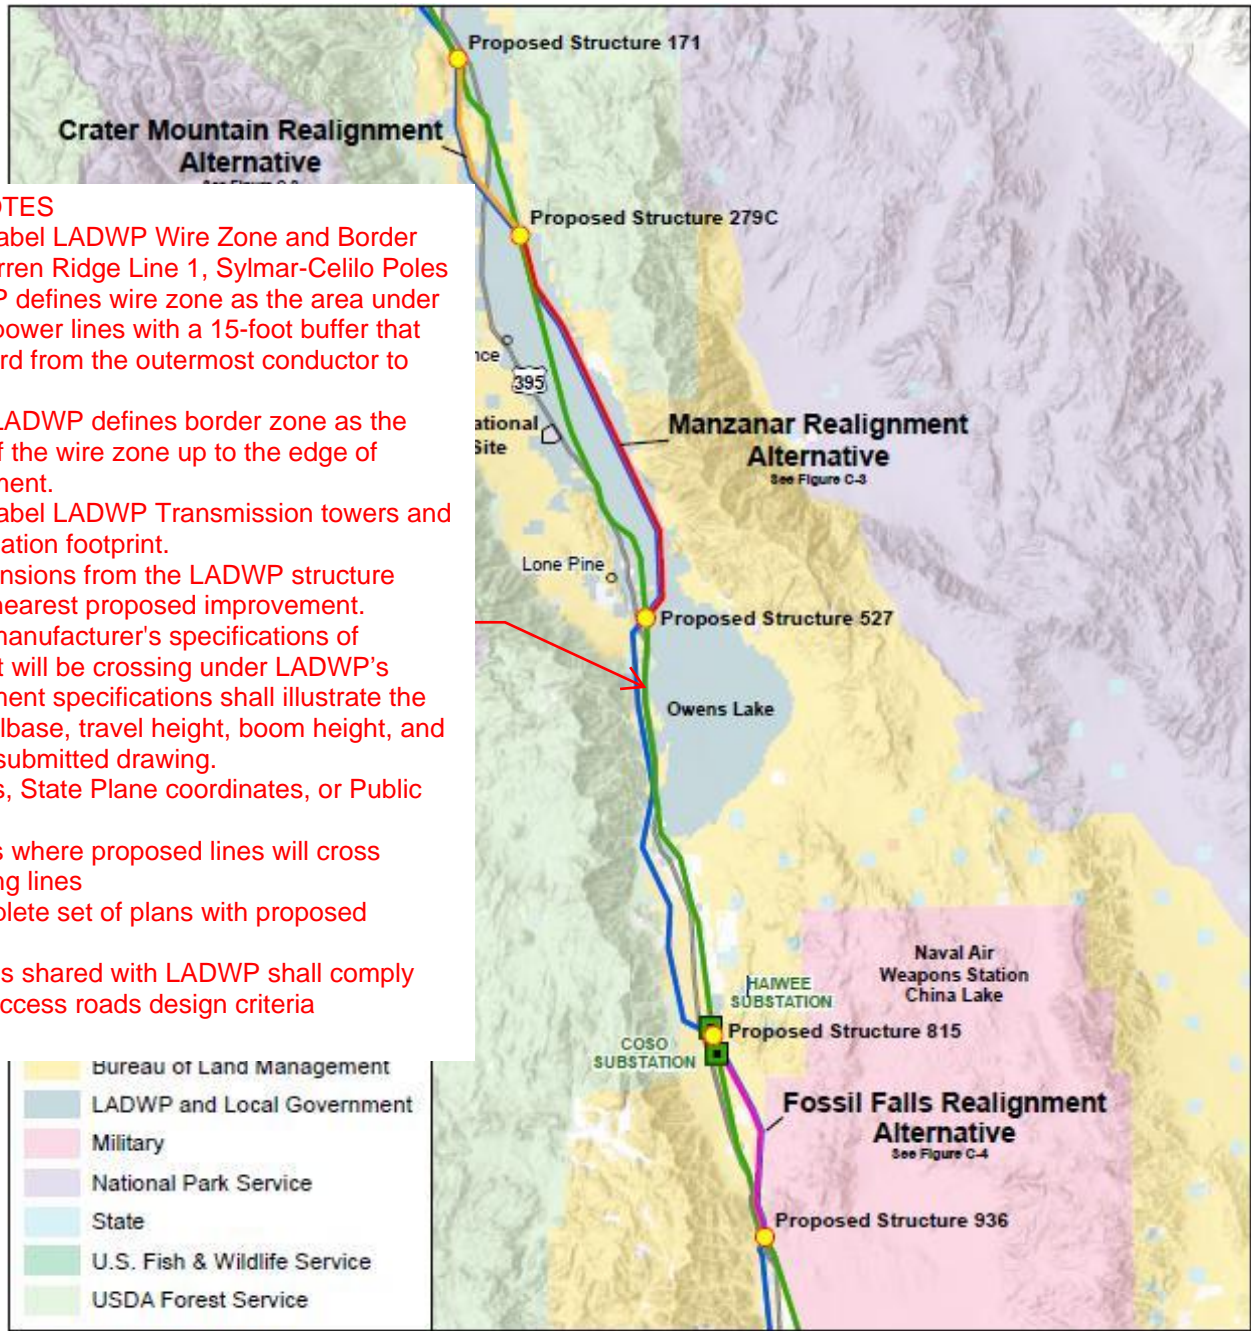 Proposed Structure 171
Crater Mountain Realignment
Alternative
Proposed Structure 279C
OTES
abel LADWP Wire Zone and Border
rren Ridge Line 1, Sylmar-Celilo Poles
P defines wire zone as the area under
power lines with a 15-foot buffer that
rd from the outermost conductor to
LADWP defines border zone as the
f the wire zone up to the edge of
ment.
abel LADWP Transmission towers and
ation footprint.
ensions from the LADWP structure
nearest proposed improvement.
manufacturer's specifications of
t will be crossing under LADWP's
ment specifications shall illustrate the
lbase, travel height, boom height, and
submitted drawing.
s, State Plane coordinates, or Public
s where proposed lines will cross
ng lines
plete set of plans with proposed
s shared with LADWP shall comply
ccess roads design criteria
nce
395
ational
Site
Manzanar Realignment
Alternative
See Figure C-3
Lone Pine
Proposed Structure 527
Owens Lake
Naval Air
Weapons Station
China Lake
HAIWEE
SUBSTATION
Proposed Structure 815
COSO
SUBSTATION
Fossil Falls Realignment
Alternative
See Figure C-4
Proposed Structure 936
Bureau of Land Management
LADWP and Local Government
Military
National Park Service
State
U.S. Fish & Wildlife Service
USDA Forest Service